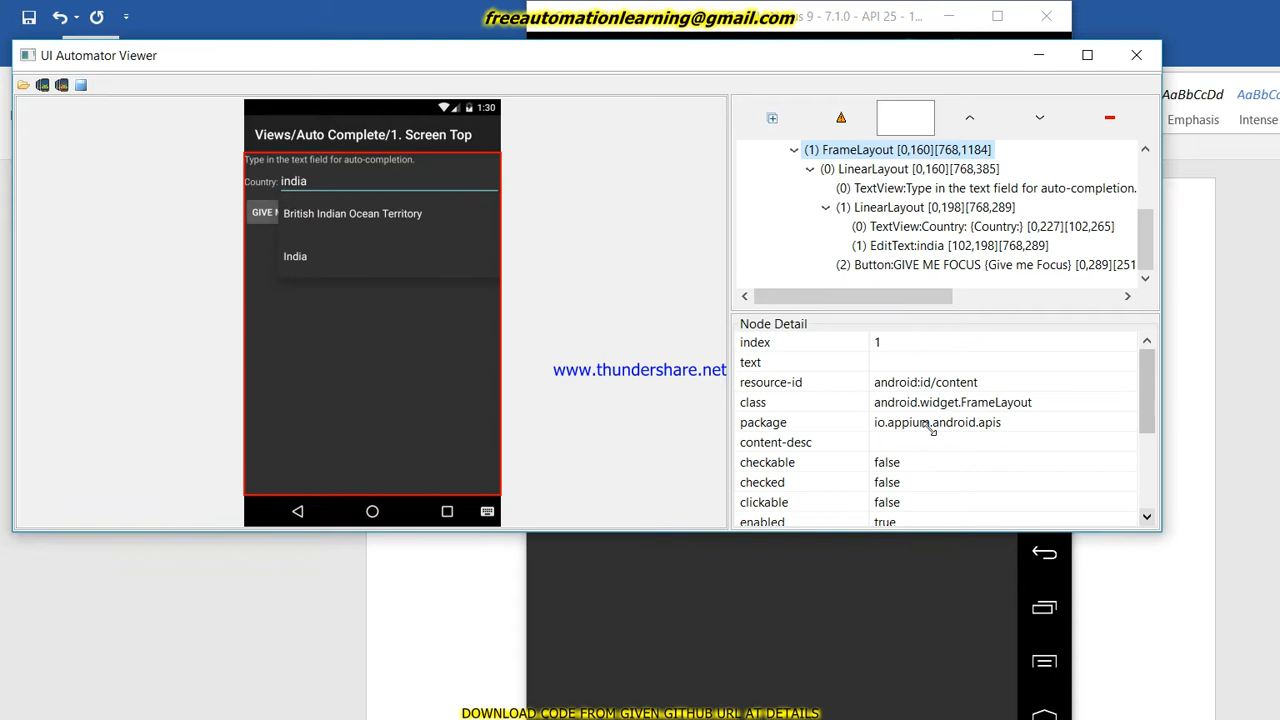 freeautomationlearning@gmail.com
9 - 7.1.0 - API 25 - 1...
UI Automator Viewer
AaBbCcDd
AaBbCc
Emphasis
Intense
1:30
Views/Auto Complete/1. Screen Top
Type in the text field for auto-completion.
Country: india
GIVE
British Indian Ocean Territory
India
www.thundershare.net
(1) FrameLayout [0,160][768,1184]
(0) LinearLayout [0,160][768,385]
(0) TextView:Type in the text field for auto-completion.
(1) LinearLayout [0,198][768,289]
(0) TextView:Country: {Country:} [0,227][102,265]
(1) EditText:india [102,198][768,289]
(2) Button:GIVE ME FOCUS {Give me Focus} [0,289][251
Node Detail
index 1
text
resource-id android:id/content
class android.widget.FrameLayout
package io.appium.android.apis
content-desc
checkable false
checked false
clickable false
enabled true
DOWNLOAD CODE FROM GIVEN GITHUB URL AT DETAILS